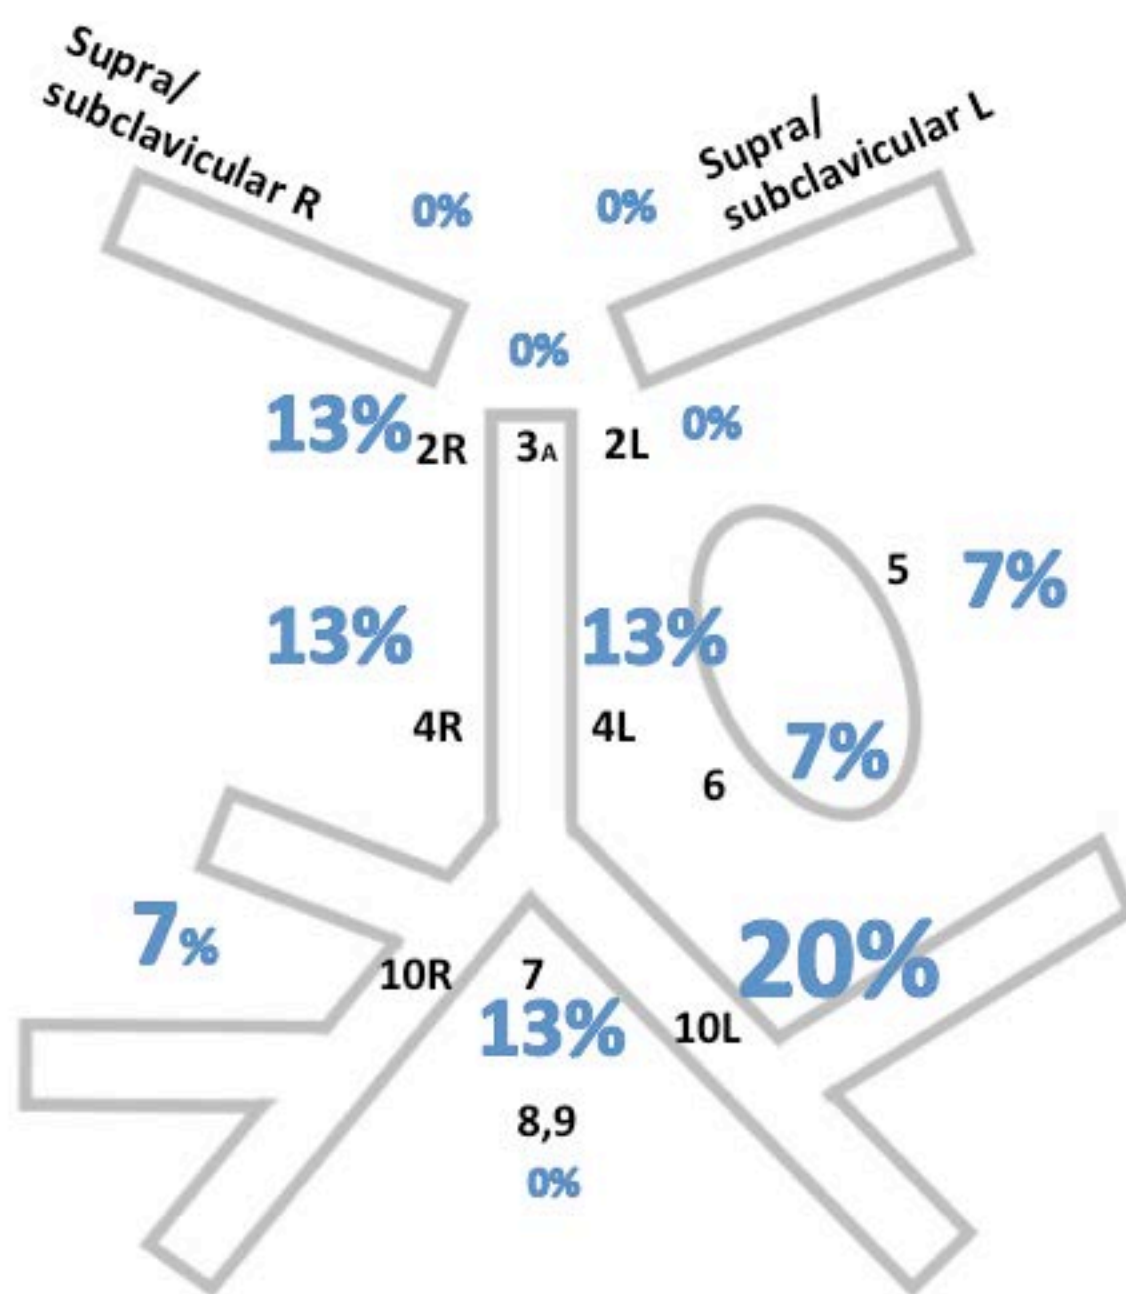 Supra/
subclavicular R
Supra/
subclavicular L
0%
0%
0%
13%
2R
3A
2L
0%
5
7%
13%
13%
4R
4L
6
7%
7%
10R
7
20%
13%
10L
8,9
0%